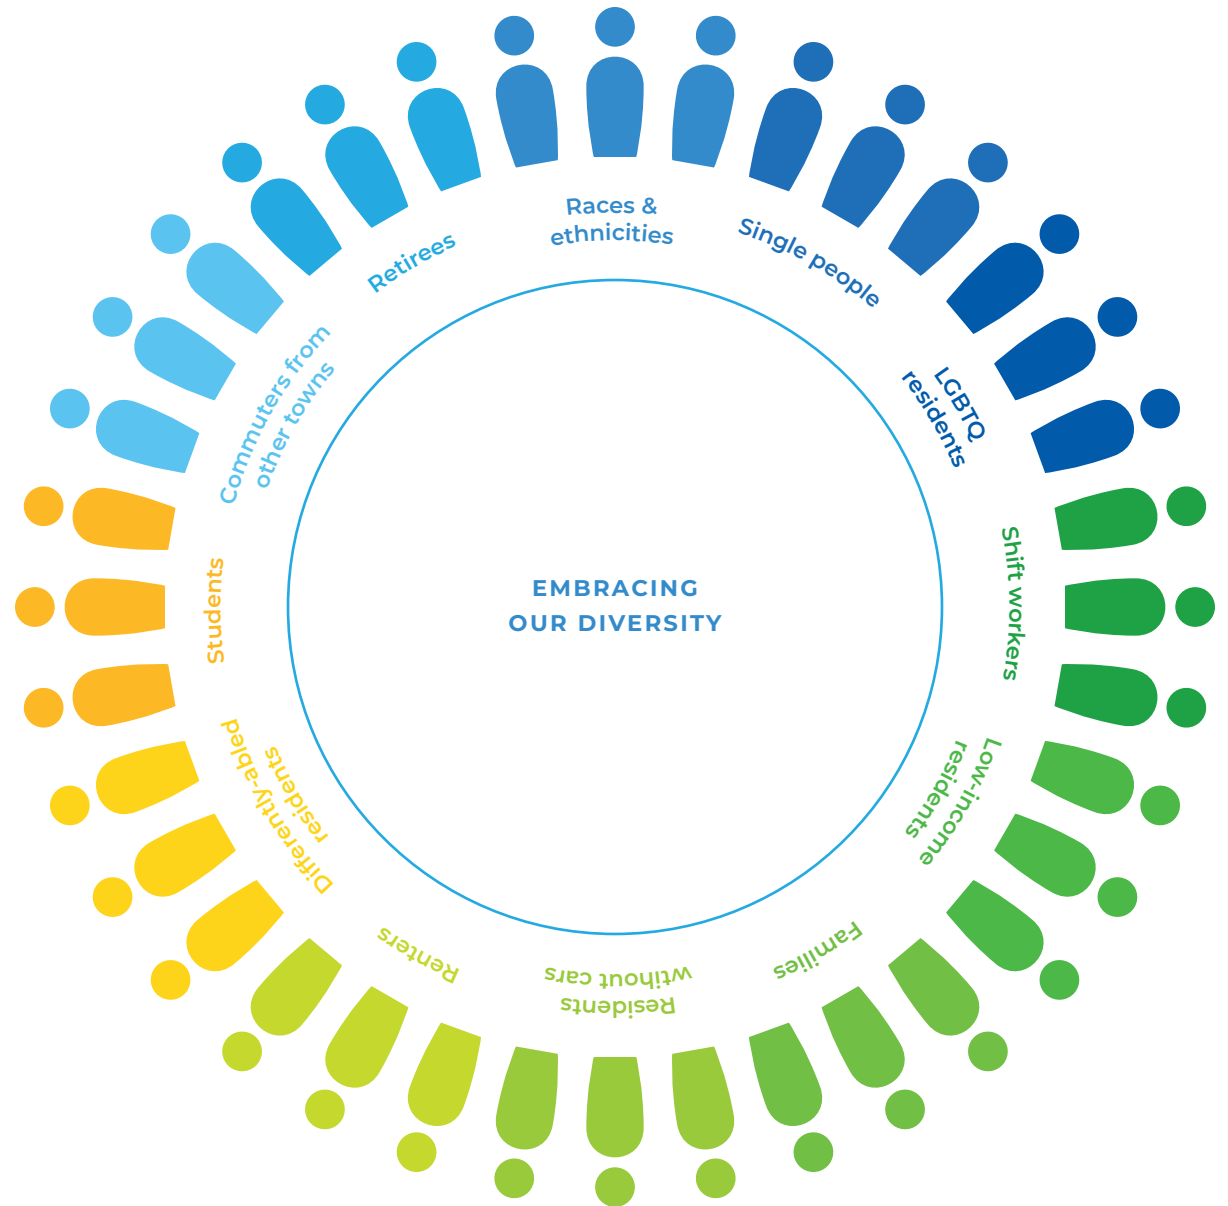 Races &
ethnicities
Single people
LGBTQ
residents
Shift workers
Low-income
residents
Families
Residents
wtihout cars
Renters
Differently-abled
residents
Students
Commuters from
other towns
Retirees
EMBRACING
OUR DIVERSITY